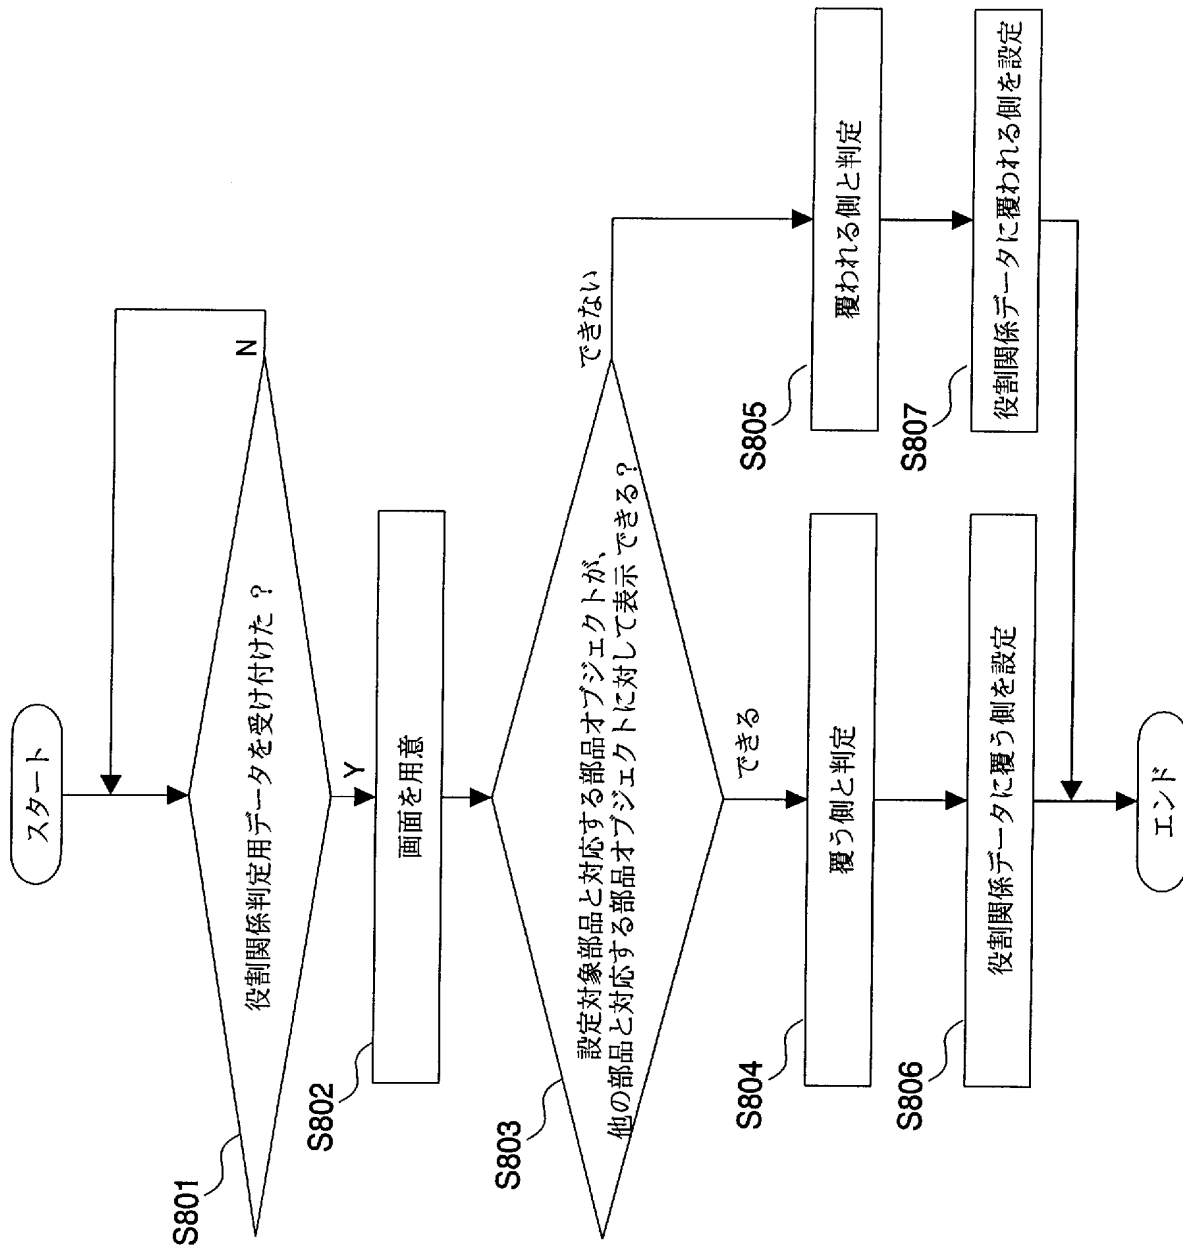 スタート
S801
役割関係判定用データを受け付けた?
N
Y
S802
画面を用意
S803
設定対象部品と対応する部品オブジェクトが、
他の部品と対応する部品オブジェクトに対して表示できる?
できない
できる
S804
覆う側と判定
S805
覆われる側と判定
S806
役割関係データに覆う側を設定
S807
役割関係データに覆われる側を設定
エンド